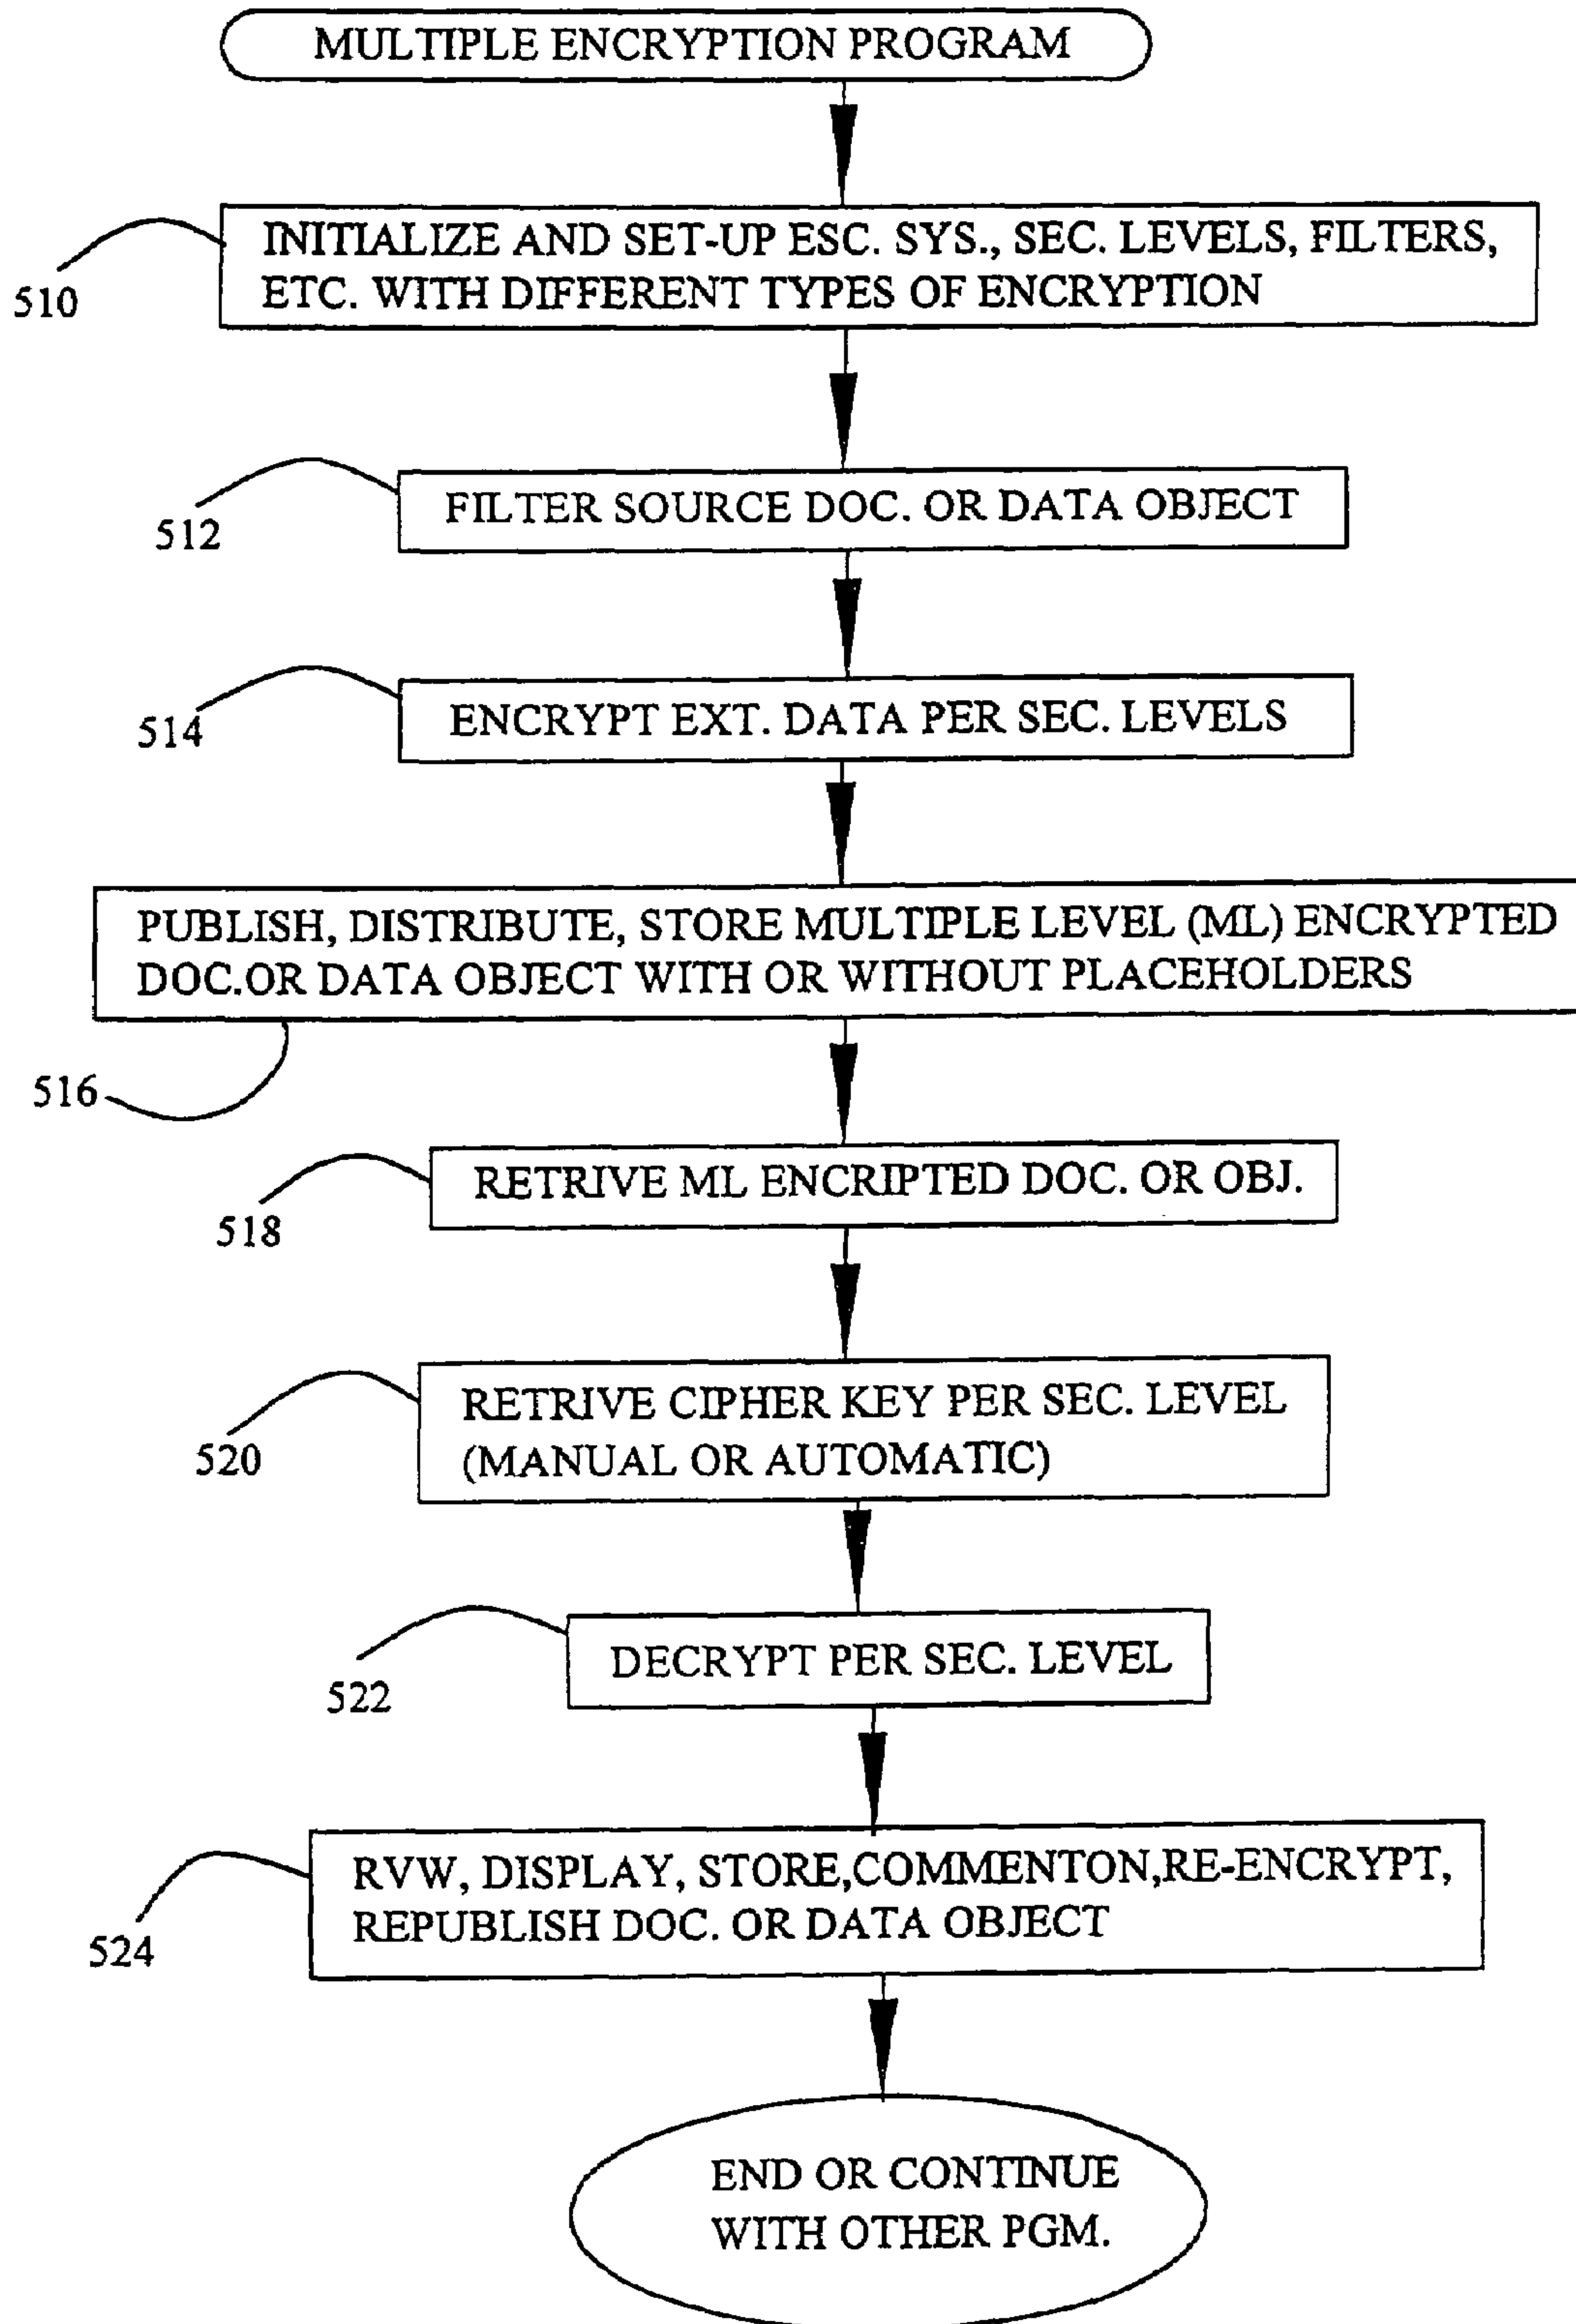 MULTIPLE ENCRYPTION PROGRAM
INITIALIZE AND SET-UP ESC. SYS., SEC. LEVELS, FILTERS,
ETC. WITH DIFFERENT TYPES OF ENCRYPTION
510
FILTER SOURCE DOC. OR DATA OBJECT
512
ENCRYPT EXT. DATA PER SEC. LEVELS
514
PUBLISH, DISTRIBUTE, STORE MULTIPLE LEVEL (ML) ENCRYPTED
DOC.OR DATA OBJECT WITH OR WITHOUT PLACEHOLDERS
516
RETRIVE ML ENCRIPTED DOC. OR OBJ.
518
RETRIVE CIPHER KEY PER SEC. LEVEL
(MANUAL OR AUTOMATIC)
520
DECRYPT PER SEC. LEVEL
522
RVW, DISPLAY, STORE,COMMENTON,RE-ENCRYPT,
REPUBLISH DOC. OR DATA OBJECT
524
END OR CONTINUE
WITH OTHER PGM.